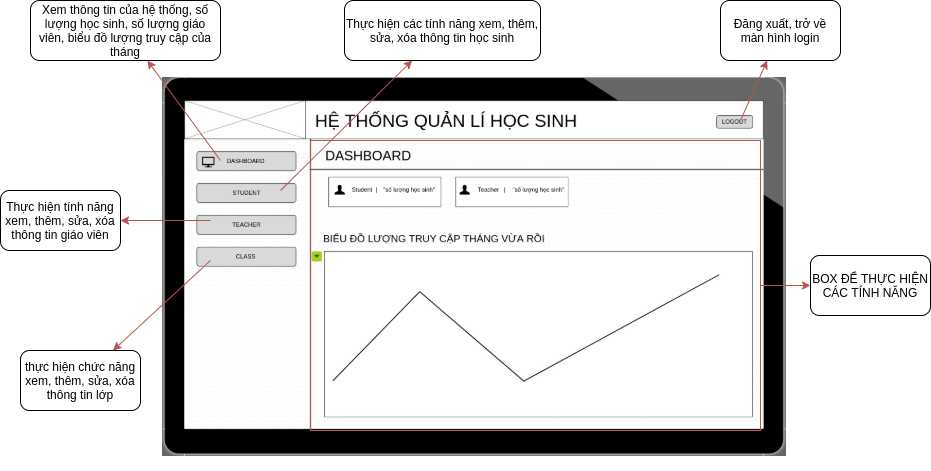 Xem thông tin của hệ thống, số
lượng học sinh, số lượng giáo
viên, biểu đồ lượng truy cập của
tháng
Thực hiện các tính năng xem, thêm,
sửa, xóa thông tin học sinh
Đăng xuất, trở về
màn hình login
HỆ THỐNG QUẢN LÍ HỌC SINH
LOGOUT
DASHBOARD
DASHBOARD
STUDENT
Student | "số lượng học sinh"
Teacher | "số lượng học sinh"
Thực hiện tính năng
xem, thêm, sửa, xóa
thông tin giáo viên
TEACHER
BIỂU ĐỒ LƯỢNG TRUY CẬP THÁNG VỪA RỒI
CLASS
BOX ĐỂ THỰC HIỆN
CÁC TÍNH NĂNG
thực hiện chức năng
xem, thêm, sửa, xóa
thông tin lớp